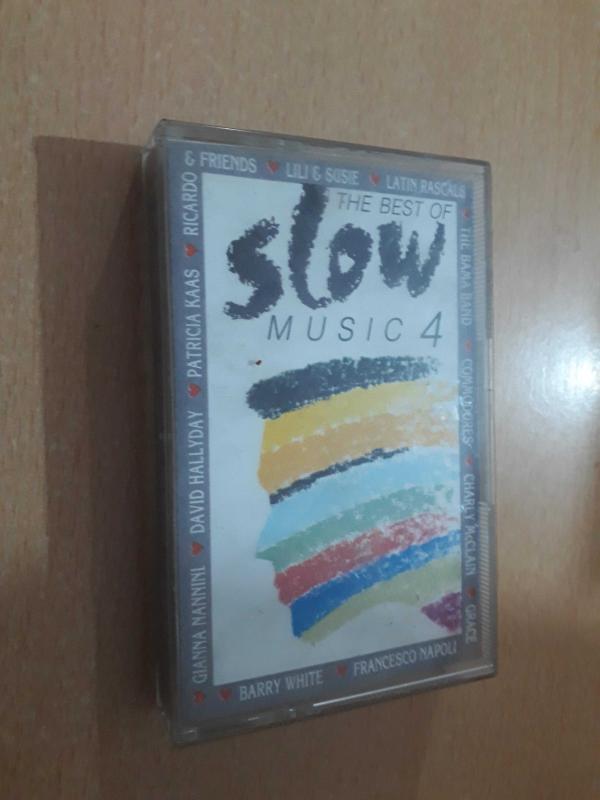 THE BEST OF
slow
MUSIC 4
RICARDO & FRIENDS ♥ LILI & SUSIE ♥ LATIN RASCALS ♥
THE BAMA BAND ♥ COMMODORES ♥ CHARLY McCLAIN ♥ GRACE
♥ BARRY WHITE ♥ FRANCESCO NAPOLI
♥ GIANNA NANNINI ♥ DAVID HALLYDAY ♥ PATRICIA KAAS ♥